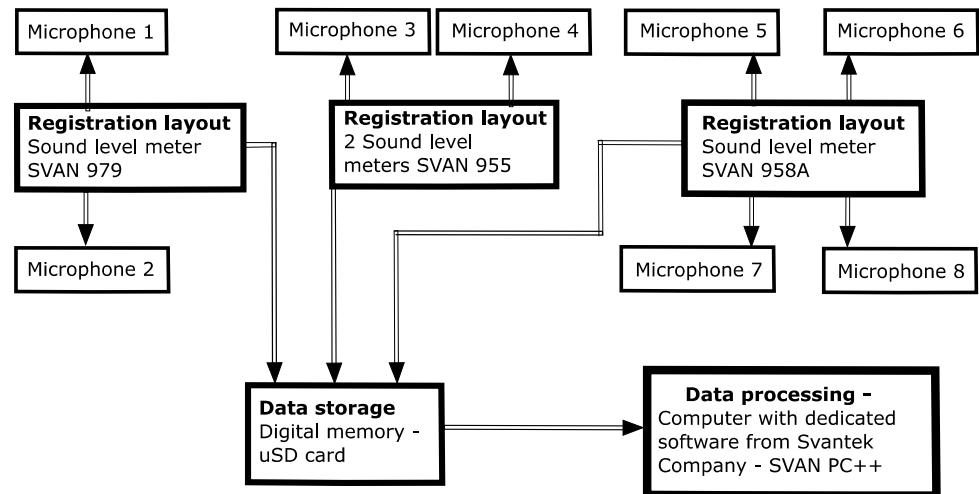 Microphone 1
Microphone 3
Microphone 4
Microphone 5
Microphone 6
Registration layout
Sound level meter
SVAN 979
Registration layout
2 Sound level
meters SVAN 955
Registration layout
Sound level meter
SVAN 958A
Microphone 2
Microphone 7
Microphone 8
Data storage
Digital memory -
uSD card
Data processing -
Computer with dedicated
software from Svantek
Company - SVAN PC++